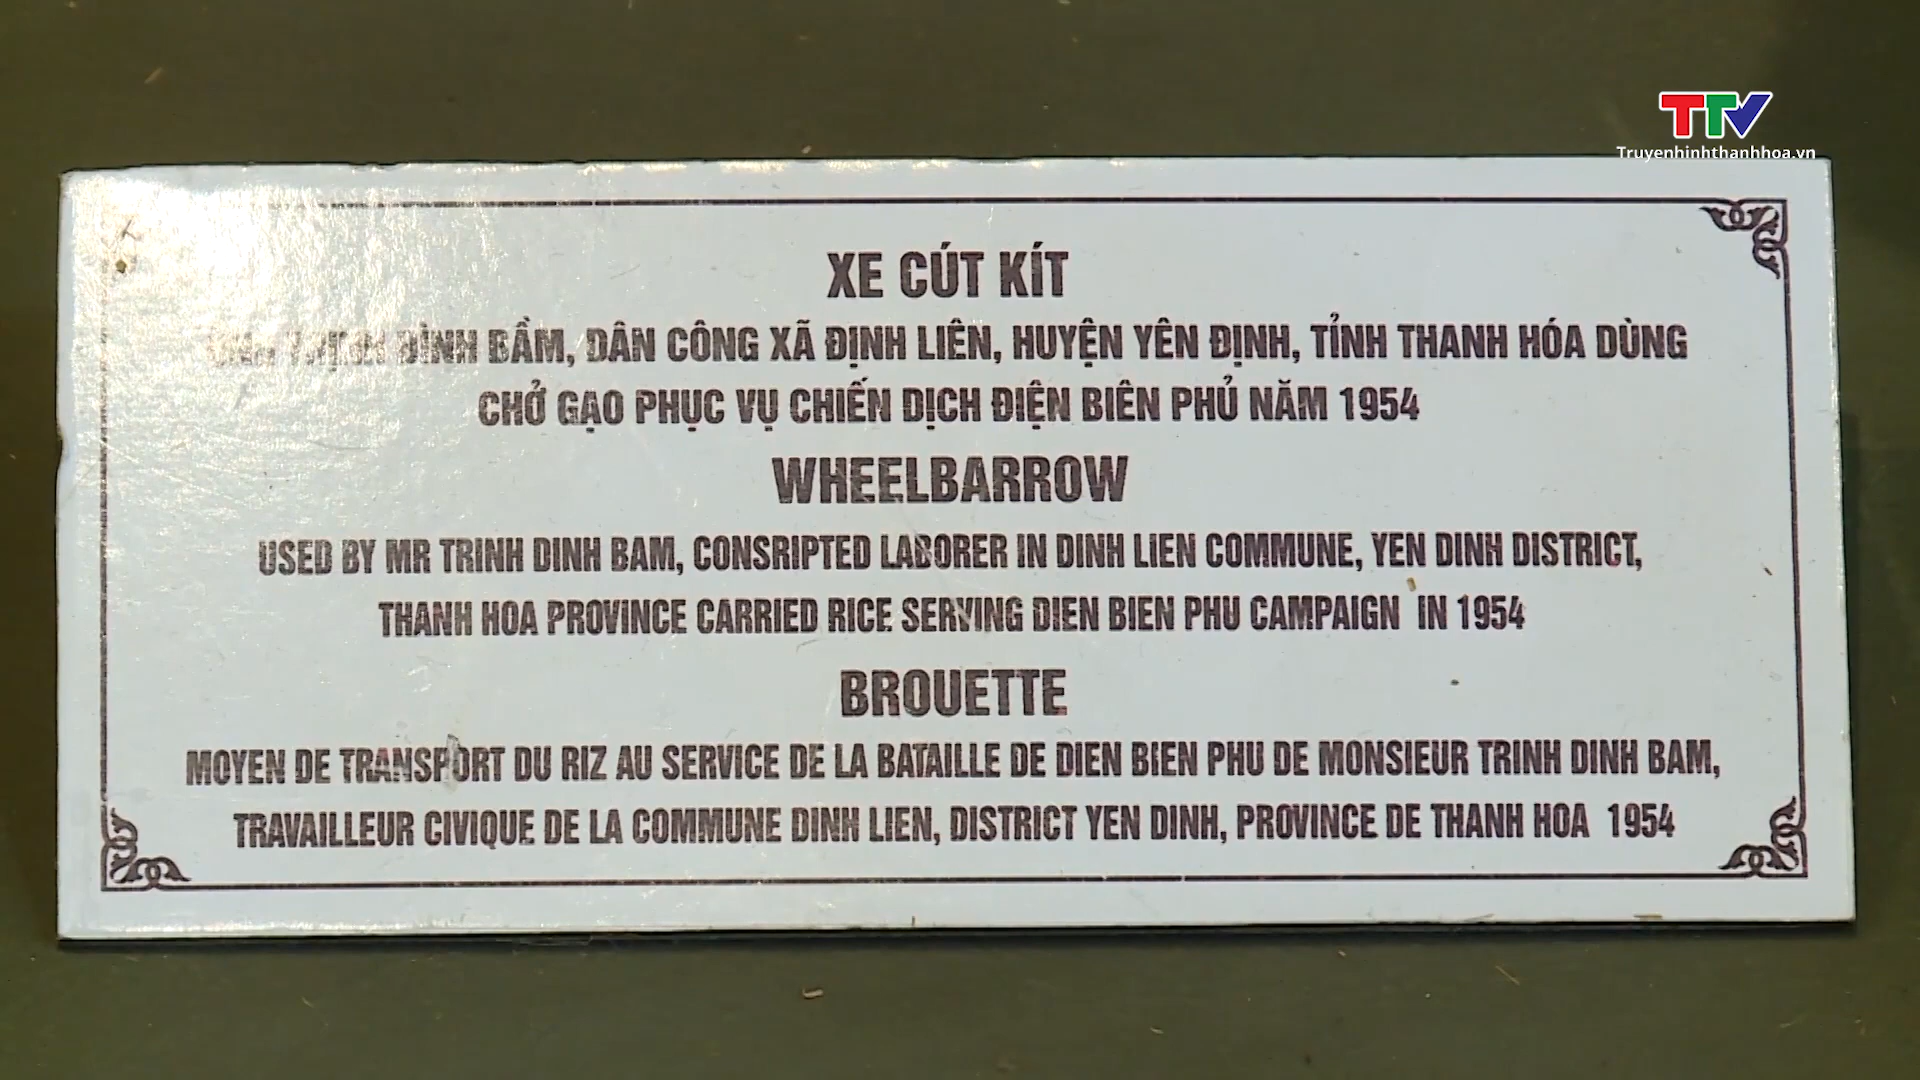 TTV
Truyenhinhthanhhoa.vn
XE CÚT KÍT
ĐÌNH BẦM, DÂN CÔNG XÃ ĐỊNH LIÊN, HUYỆN YÊN ĐỊNH, TỈNH THANH HÓA DÙNG
CHỞ GẠO PHỤC VỤ CHIẾN DỊCH ĐIỆN BIÊN PHỦ NĂM 1954
WHEELBARROW
USED BY MR TRINH DINH BAM, CONSRIPTED LABORER IN DINH LIEN COMMUNE, YEN DINH DISTRICT,
THANH HOA PROVINCE CARRIED RICE SERVING DIEN BIEN PHU CAMPAIGN IN 1954
BROUETTE
MOYEN DE TRANSPORT DU RIZ AU SERVICE DE LA BATAILLE DE DIEN BIEN PHU DE MONSIEUR TRINH DINH BAM,
TRAVAILLEUR CIVIQUE DE LA COMMUNE DINH LIEN, DISTRICT YEN DINH, PROVINCE DE THANH HOA 1954